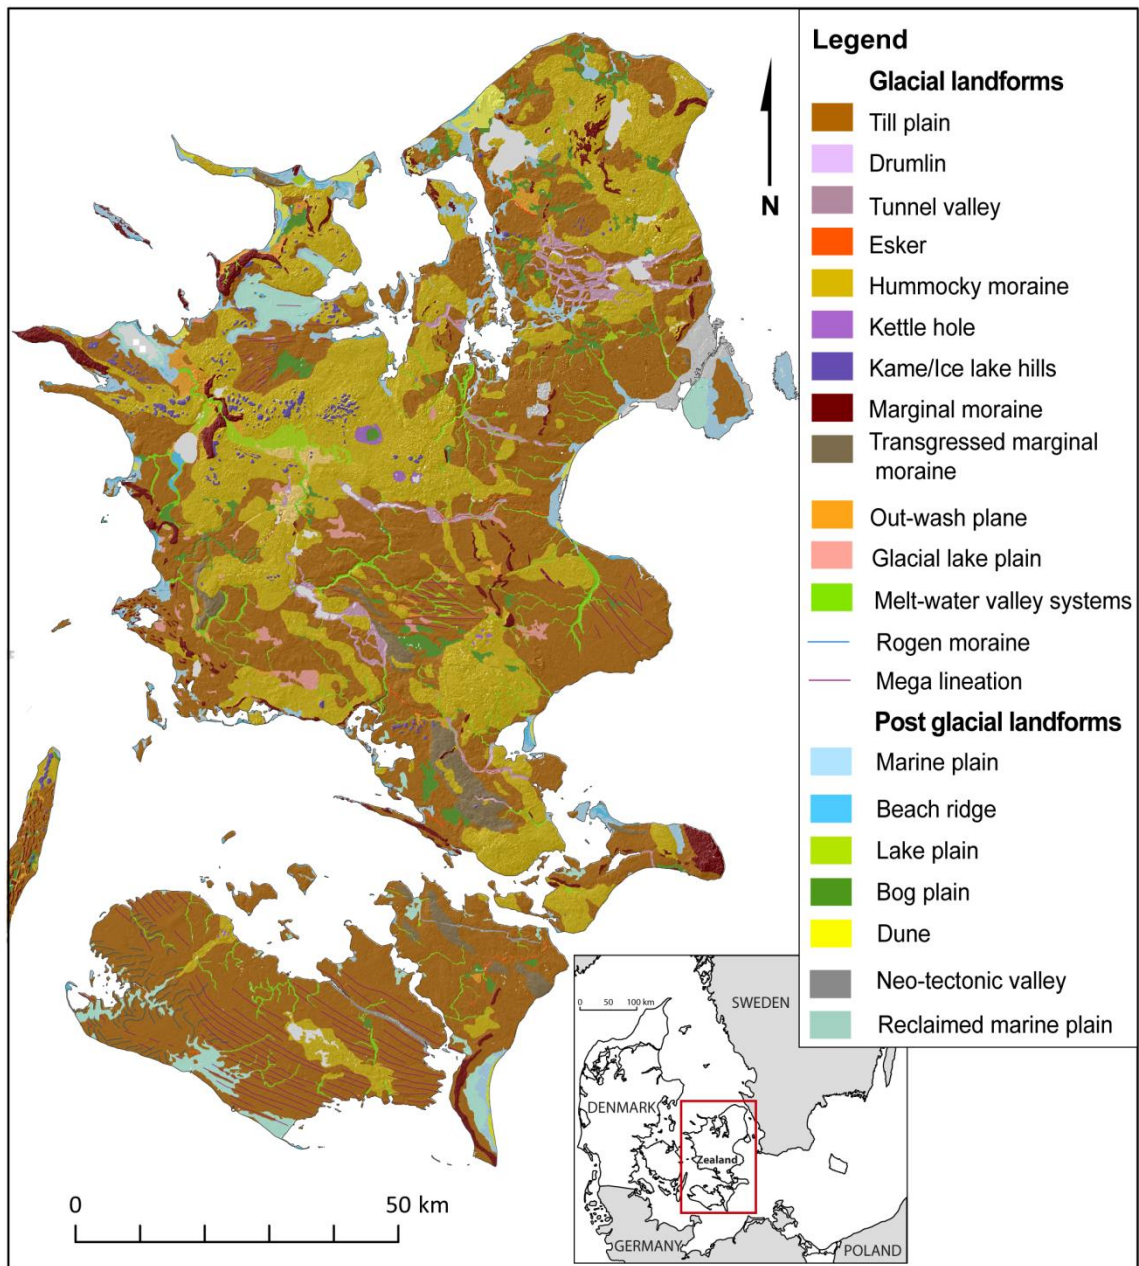 Legend
Glacial landforms
Till plain
Drumlin
Tunnel valley
Esker
Hummocky moraine
Kettle hole
Kame/Ice lake hills
Marginal moraine
Transgressed marginal
moraine
Out-wash plane
Glacial lake plain
Melt-water valley systems
Rogen moraine
Mega lineation
Post glacial landforms
Marine plain
Beach ridge
Lake plain
Bog plain
Dune
Neo-tectonic valley
Reclaimed marine plain
N
0 50 km
0 50 100 km
SWEDEN
DENMARK
Zealand
GERMANY
POLAND